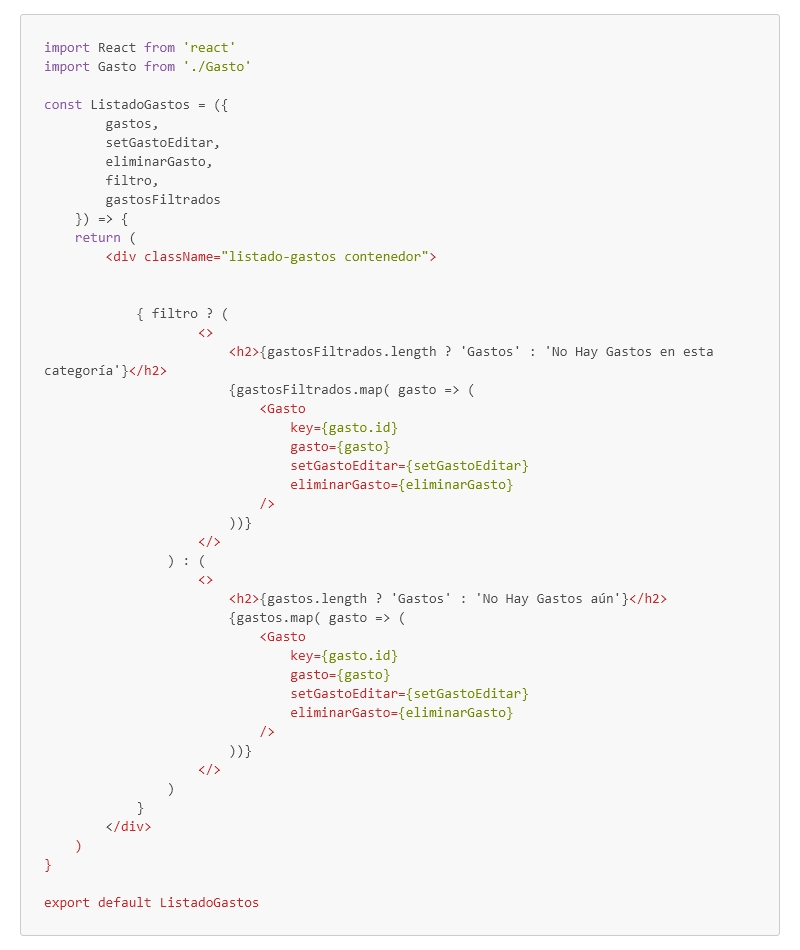 import React from 'react'
import Gasto from './Gasto'

const ListadoGastos = ({
        gastos,
        setGastoEditar,
        eliminarGasto,
        filtro,
        gastosFiltrados
    }) => {
    return (
        <div className="listado-gastos contenedor">


            { filtro ? (
                    <>
                        <h2>{gastosFiltrados.length ? 'Gastos' : 'No Hay Gastos en esta
categoría'}</h2>
                        {gastosFiltrados.map( gasto => (
                            <Gasto
                                key={gasto.id}
                                gasto={gasto}
                                setGastoEditar={setGastoEditar}
                                eliminarGasto={eliminarGasto}
                            />
                        ))}
                    </>
                ) : (
                    <>
                        <h2>{gastos.length ? 'Gastos' : 'No Hay Gastos aún'}</h2>
                        {gastos.map( gasto => (
                            <Gasto
                                key={gasto.id}
                                gasto={gasto}
                                setGastoEditar={setGastoEditar}
                                eliminarGasto={eliminarGasto}
                            />
                        ))}
                    </>
                )
            }
        </div>
    )
}

export default ListadoGastos